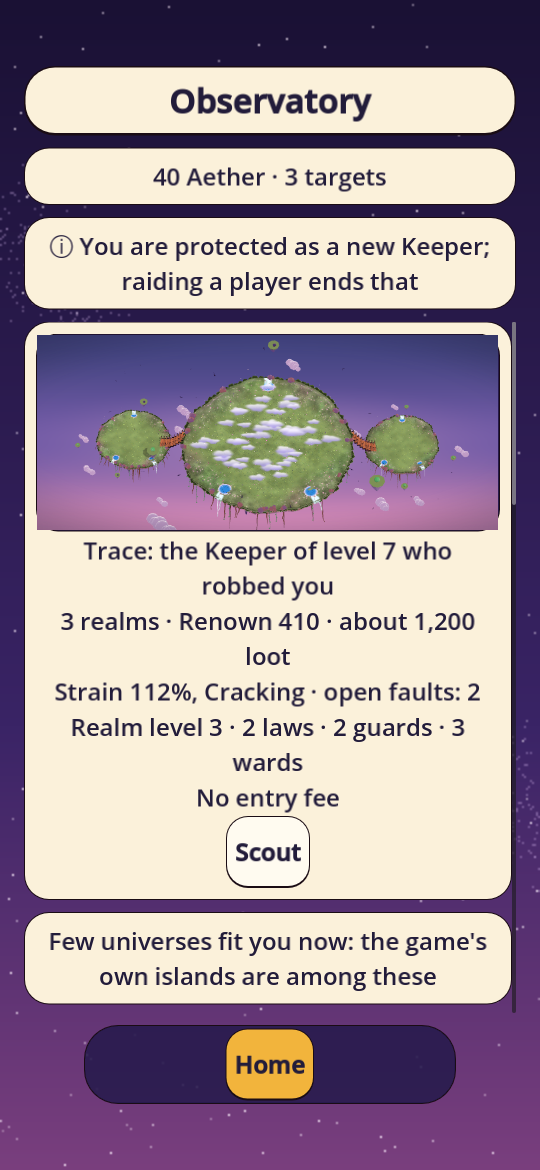 Observatory
40 Aether · 3 targets
ⓘ You are protected as a new Keeper;
raiding a player ends that
Trace: the Keeper of level 7 who
robbed you
3 realms · Renown 410 · about 1,200
loot
Strain 112%, Cracking · open faults: 2
Realm level 3 · 2 laws · 2 guards · 3
wards
No entry fee
Scout
Few universes fit you now: the game's
own islands are among these
Home